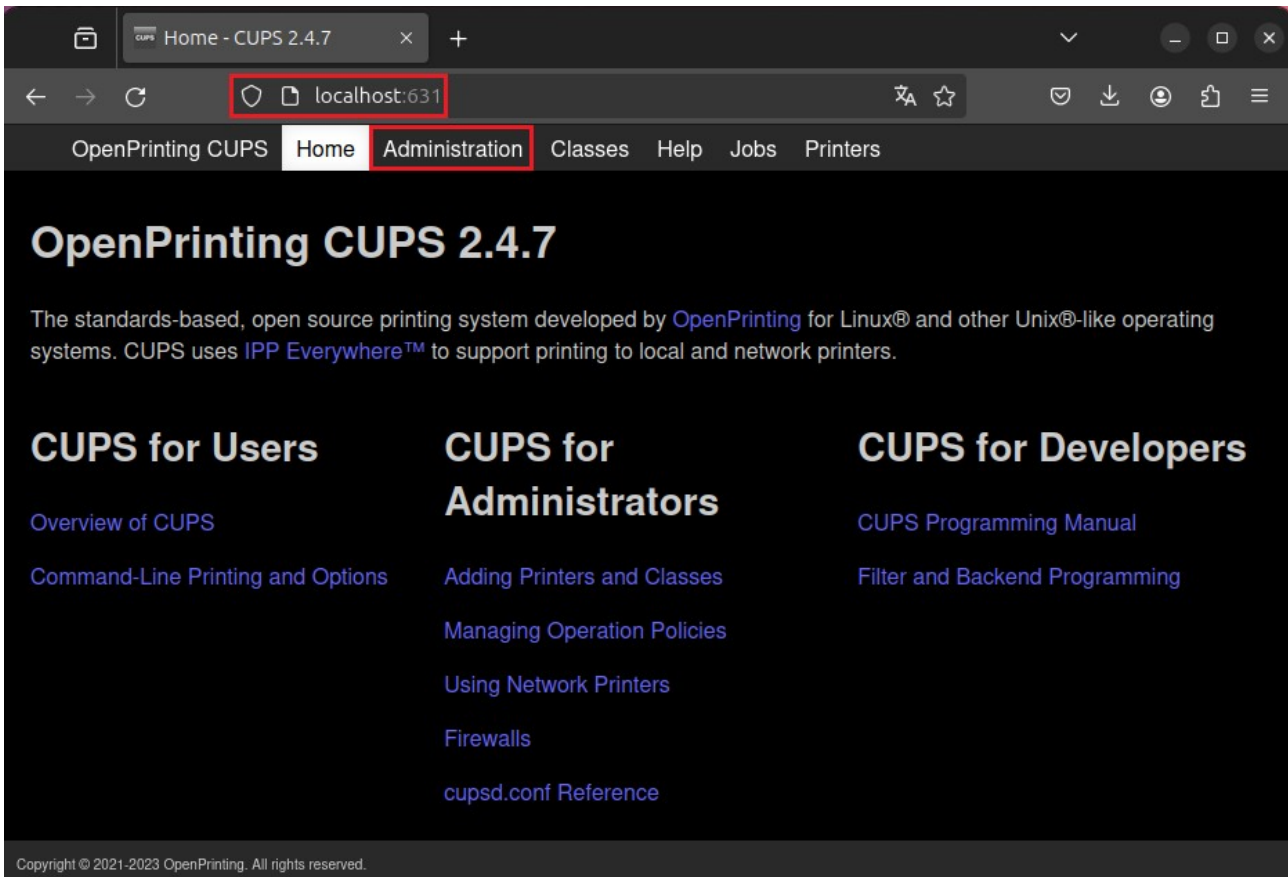 CUPS Home - CUPS 2.4.7
localhost:631
OpenPrinting CUPS Home Administration Classes Help Jobs Printers
OpenPrinting CUPS 2.4.7
The standards-based, open source printing system developed by OpenPrinting for Linux® and other Unix®-like operating
systems. CUPS uses IPP Everywhere™ to support printing to local and network printers.
CUPS for Users
Overview of CUPS
Command-Line Printing and Options
CUPS for
Administrators
Adding Printers and Classes
Managing Operation Policies
Using Network Printers
Firewalls
cupsd.conf Reference
CUPS for Developers
CUPS Programming Manual
Filter and Backend Programming
Copyright © 2021-2023 OpenPrinting. All rights reserved.